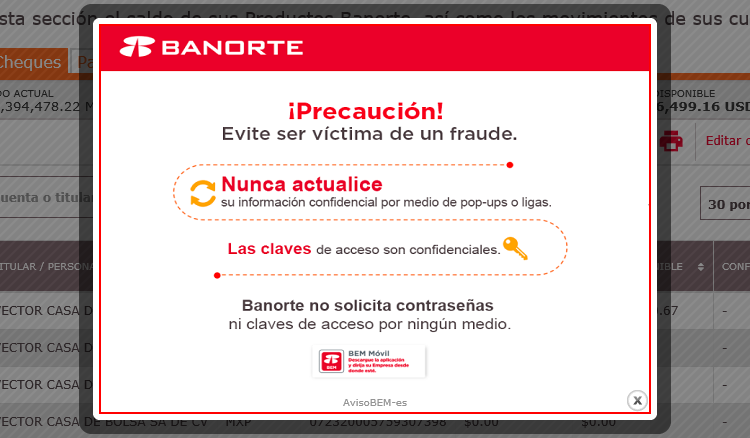 sta sección el saldo de sus Productos Banorte, así como los movimientos de sus cu
Cheques
DO ACTUAL
,394,478.22 M
DISPONIBLE
6,499.16 USD
Editar c
BANORTE
¡Precaución!
Evite ser víctima de un fraude.
Nunca actualice
su información confidencial por medio de pop-ups o ligas.
uenta o titular
30 por
Las claves de acceso son confidenciales.
TITULAR / PERSONA
IBLE
CONF
Banorte no solicita contraseñas
ni claves de acceso por ningún medio.
VECTOR CASA DE
.67
-
VECTOR CASA DE
-
VECTOR CASA DE
-
BEM Móvil
Descargue la aplicación
y dirija su Empresa desde
donde esté.
BEM
AvisoBEM-es
X
VECTOR CASA DE BOLSA SA DE CV MXP 072320005759307398 $0.00 $0.00 -